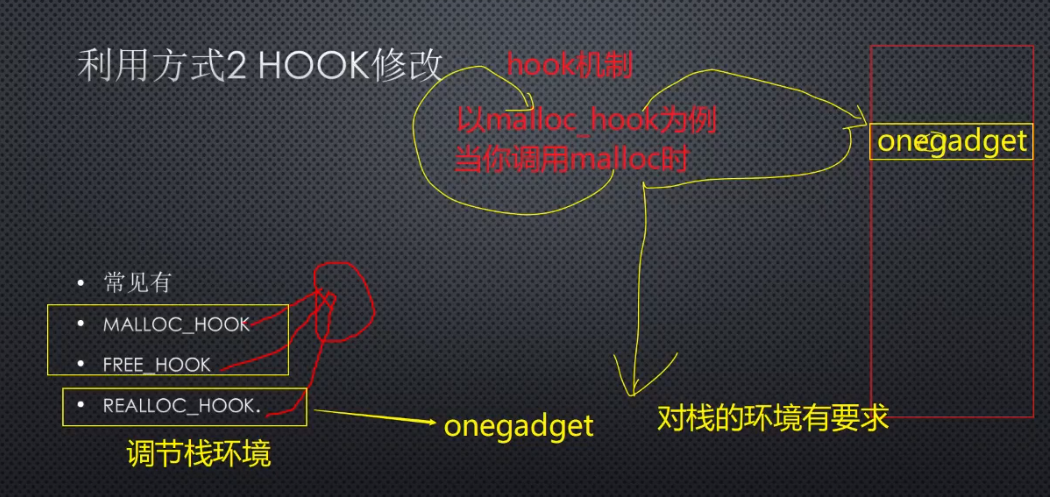 利用方式2 HOOK修改
hook机制
以malloc_hook为例
当你调用malloc时
onegadget
• 常见有
• MALLOC_HOOK
• FREE_HOOK
• REALLOC_HOOK.
onegadget
对栈的环境有要求
调节栈环境